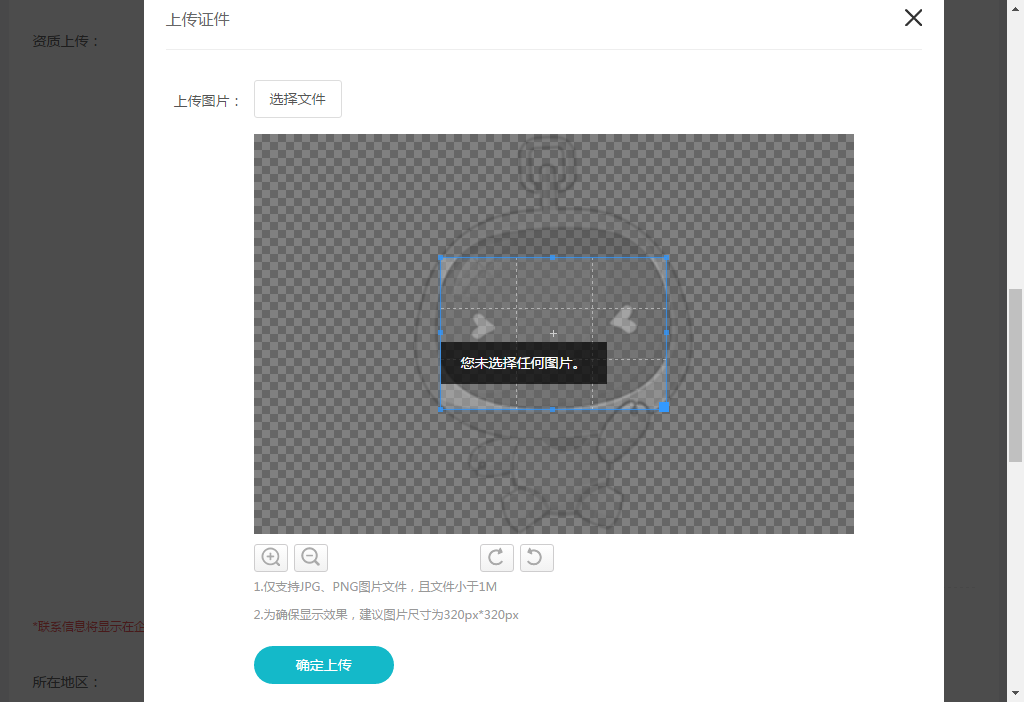 上传证件
资质上传：
上传图片：
选择文件
您未选择任何图片。
1.仅支持JPG、PNG图片文件，且文件小于1M
2.为确保显示效果，建议图片尺寸为320px*320px
*联系信息将显示在企
确定上传
所在地区：